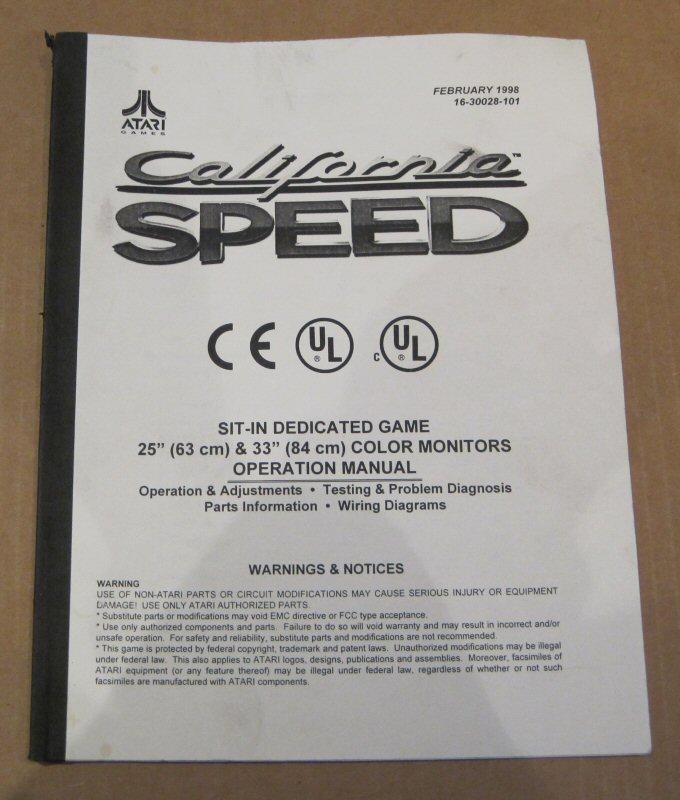 FEBRUARY 1998
16-30028-101
ATARI
GAMES
California™
SPEED
CE UL ® C UL ®
SIT-IN DEDICATED GAME
25” (63 cm) & 33” (84 cm) COLOR MONITORS
OPERATION MANUAL
Operation & Adjustments • Testing & Problem Diagnosis
Parts Information • Wiring Diagrams
WARNINGS & NOTICES
WARNING
USE OF NON-ATARI PARTS OR CIRCUIT MODIFICATIONS MAY CAUSE SERIOUS INJURY OR EQUIPMENT
DAMAGE! USE ONLY ATARI AUTHORIZED PARTS.
* Substitute parts or modifications may void EMC directive or FCC type acceptance.
* Use only authorized components and parts. Failure to do so will void warranty and may result in incorrect and/or
unsafe operation. For safety and reliability, substitute parts and modifications are not recommended.
* This game is protected by federal copyright, trademark and patent laws. Unauthorized modifications may be illegal
under federal law. This also applies to ATARI logos, designs, publications and assemblies. Moreover, facsimiles of
ATARI equipment (or any feature thereof) may be illegal under federal law, regardless of whether or not such
facsimiles are manufactured with ATARI components.